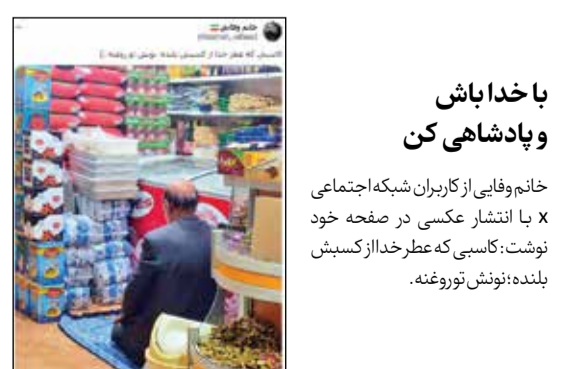 خانم وفایی
کاسبی که عطر خدا از کسبش بلنده؛ نونش تو روغنه
با خدا باش
و پادشاهی کن
خانم وفایی از کاربران شبکه اجتماعی
x با انتشار عکسی در صفحه خود
نوشت: کاسبی که عطر خدا از کسبش
بلنده؛ نونش تو روغنه.